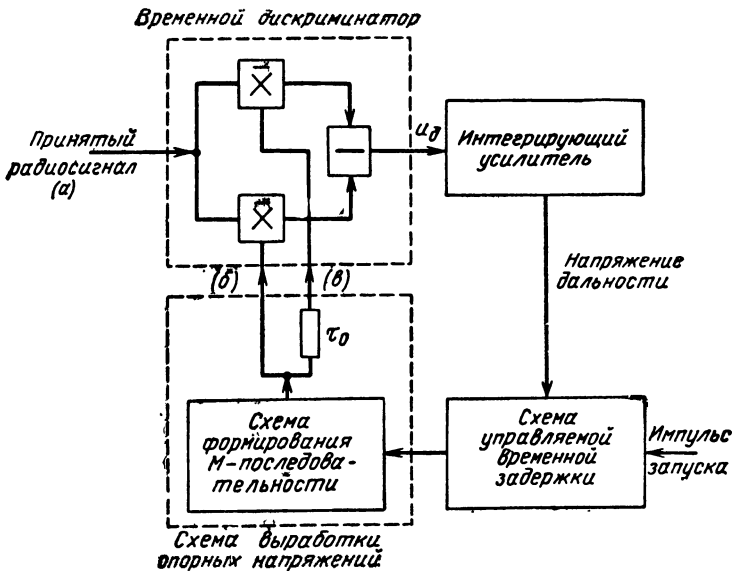 Временной дискриминатор
Принятый
радиосигнал
(а)
×
×
—
u∂
Интегрирующий
усилитель
(б)
(в)
τ₀
Напряжение
дальности
Схема
формирования
М-последова-
тельности
Схема
управляемой
временной
задержки
Импульс
запуска
Схема выработки
опорных напряжений